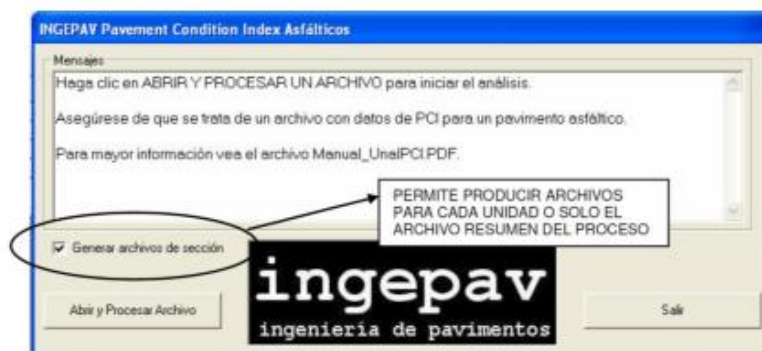 INGEPAV Pavement Condition Index Asfálticos
Mensajes
Haga clic en ABRIR Y PROCESAR UN ARCHIVO para iniciar el análisis.
Asegúrese de que se trata de un archivo con datos de PCI para un pavimento asfáltico.
Para mayor información vea el archivo Manual_UnalPCI.PDF.
PERMITE PRODUCIR ARCHIVOS
PARA CADA UNIDAD O SOLO EL
ARCHIVO RESUMEN DEL PROCESO
Generar archivos de sección
ingepav
ingeniería de pavimentos
Abrir y Procesar Archivo
Salir